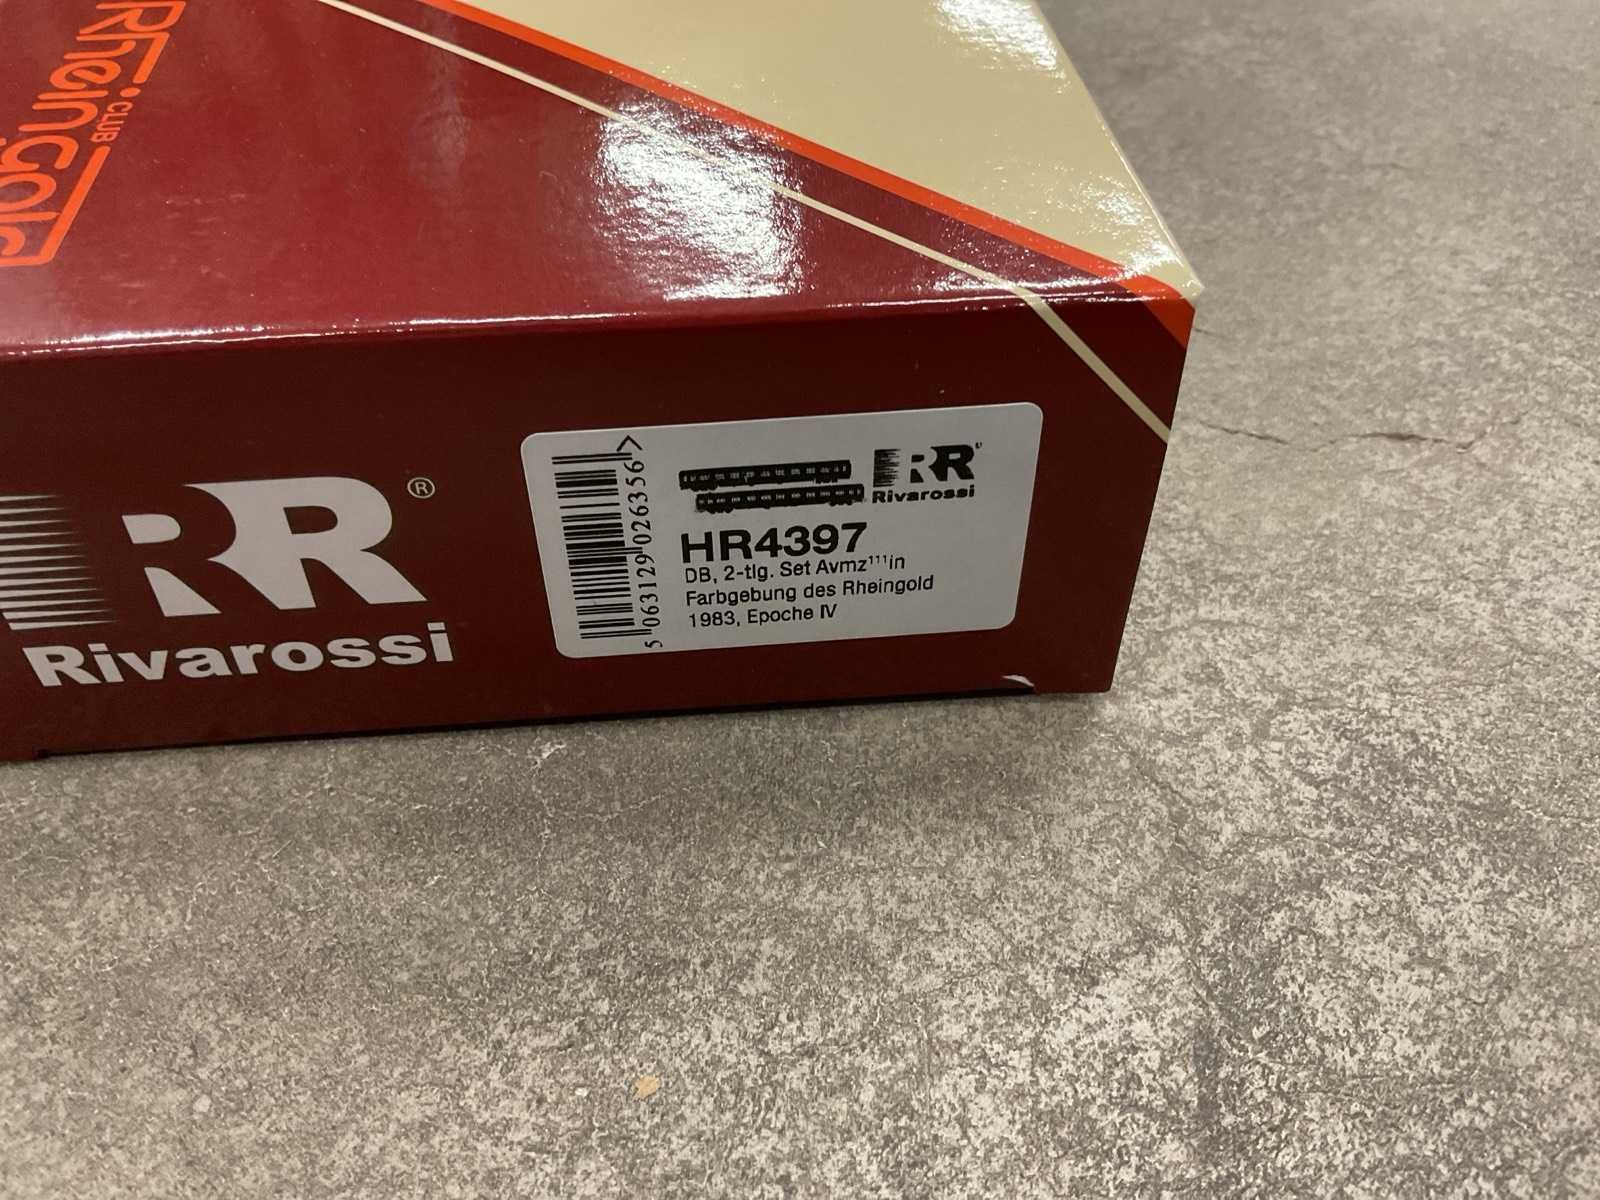 Rheingold
CLUB
RR®
Rivarossi
5 063129 026356 >
RR
Rivarossi
HR4397
DB, 2-tlg. Set Avmz¹¹¹in
Farbgebung des Rheingold
1983, Epoche IV